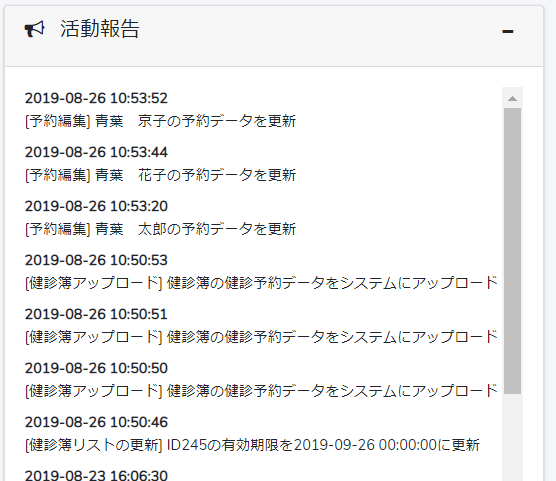 活動報告
2019-08-26 10:53:52
[予約編集] 青葉　京子の予約データを更新
2019-08-26 10:53:44
[予約編集] 青葉　花子の予約データを更新
2019-08-26 10:53:20
[予約編集] 青葉　太郎の予約データを更新
2019-08-26 10:50:53
[健診簿アップロード] 健診簿の健診予約データをシステムにアップロード
2019-08-26 10:50:51
[健診簿アップロード] 健診簿の健診予約データをシステムにアップロード
2019-08-26 10:50:50
[健診簿アップロード] 健診簿の健診予約データをシステムにアップロード
2019-08-26 10:50:46
[健診簿リストの更新] ID245の有効期限を2019-09-26 00:00:00に更新
2019-08-23 16:06:30